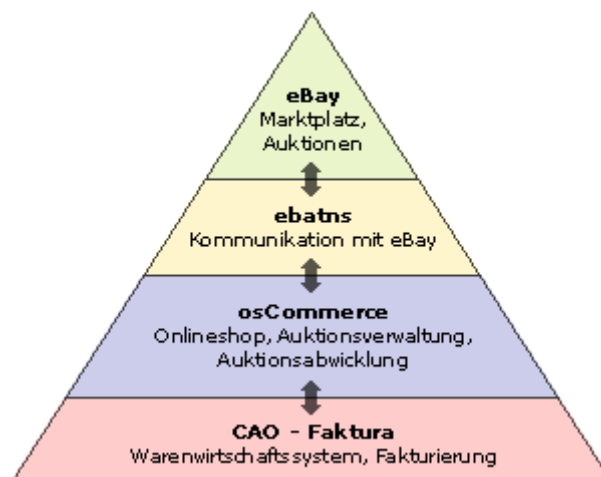 eBay
Marktplatz,
Auktionen
ebatns
Kommunikation mit eBay
osCommerce
Onlineshop, Auktionsverwaltung,
Auktionsabwicklung
CAO - Faktura
Warenwirtschaftssystem, Fakturierung